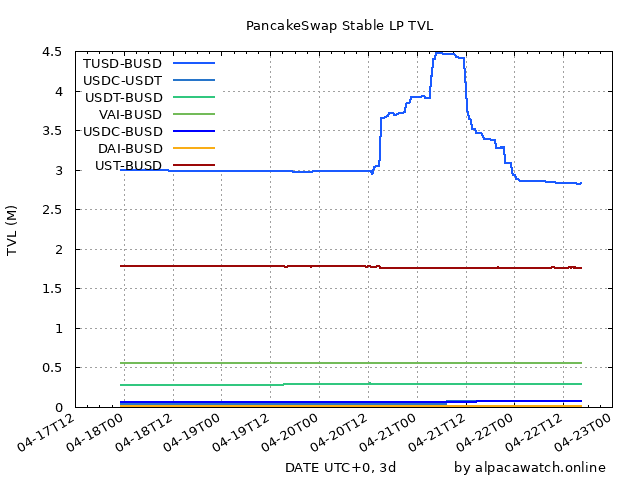 PancakeSwap Stable LP TVL
4.5
4
3.5
3
2.5
2
1.5
1
0.5
0
TVL (M)
TUSD-BUSD
USDC-USDT
USDT-BUSD
VAI-BUSD
USDC-BUSD
DAI-BUSD
UST-BUSD
04-17T12
04-18T00
04-18T12
04-19T00
04-19T12
04-20T00
04-20T12
04-21T00
04-21T12
04-22T00
04-22T12
04-23T00
DATE UTC+0, 3d
by alpacawatch.online